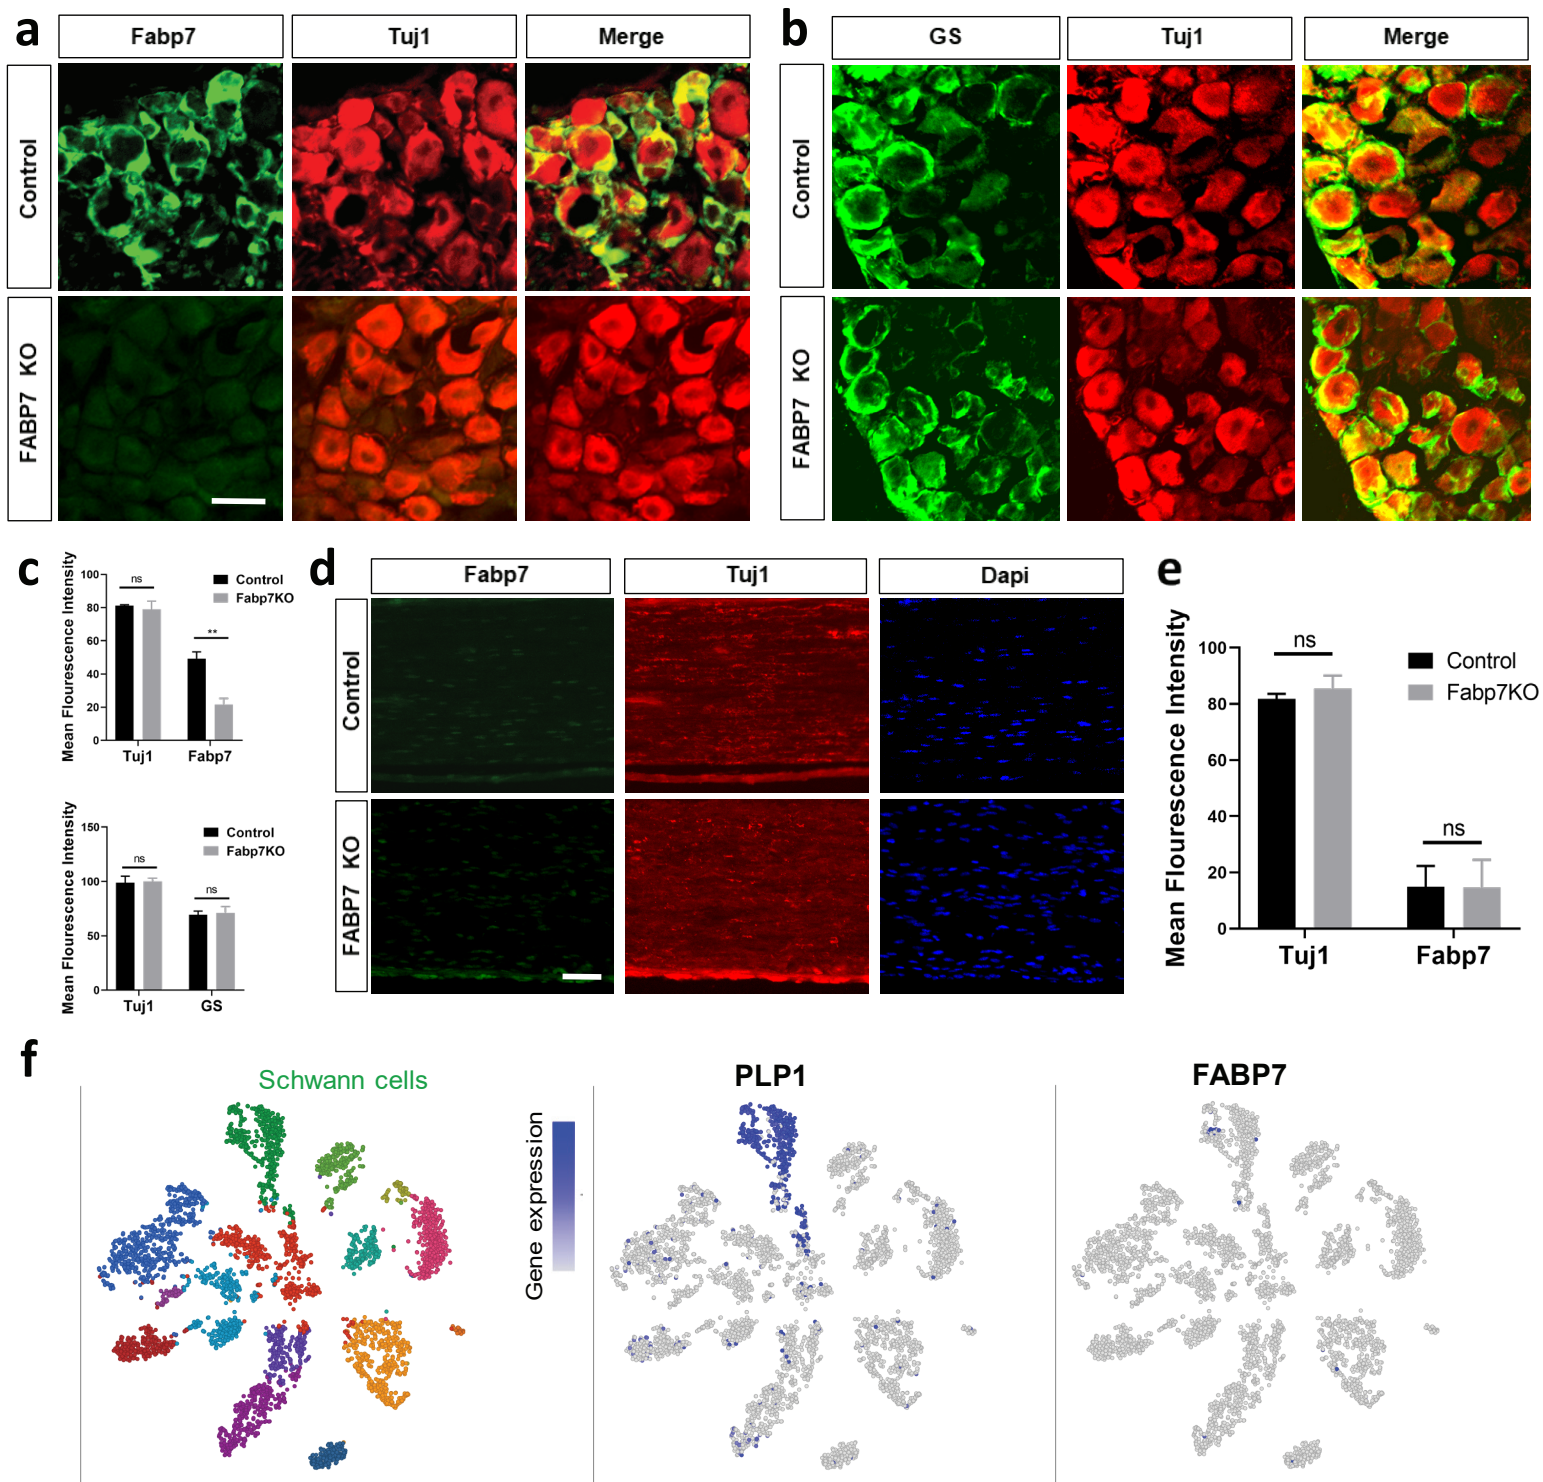 a
Fabp7
Tuj1
Merge
Control
FABP7 KO
b
GS
Tuj1
Merge
Control
FABP7 KO
c
Mean Flourescence Intensity
100
80
60
40
20
0
ns
**
Control
Fabp7KO
Tuj1
Fabp7
Mean Flourescence Intensity
150
100
50
0
ns
ns
Control
Fabp7KO
Tuj1
GS
d
Fabp7
Tuj1
Dapi
Control
FABP7 KO
e
Mean Flourescence Intensity
100
80
60
40
20
0
ns
ns
Control
Fabp7KO
Tuj1
Fabp7
f
Schwann cells
Gene expression
PLP1
FABP7